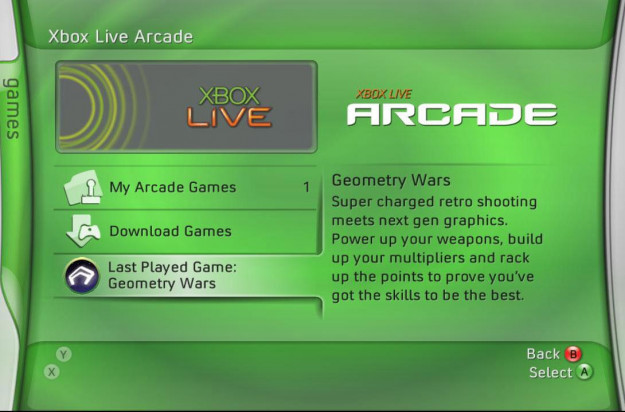 Xbox Live Arcade
games
XBOX
LIVE
XBOX LIVE
ARCADE
My Arcade Games 1
Download Games
Last Played Game:
Geometry Wars
Geometry Wars
Super charged retro shooting
meets next gen graphics.
Power up your weapons, build
up your multipliers and rack
up the points to prove you've
got the skills to be the best.
Y
X
Back B
Select A